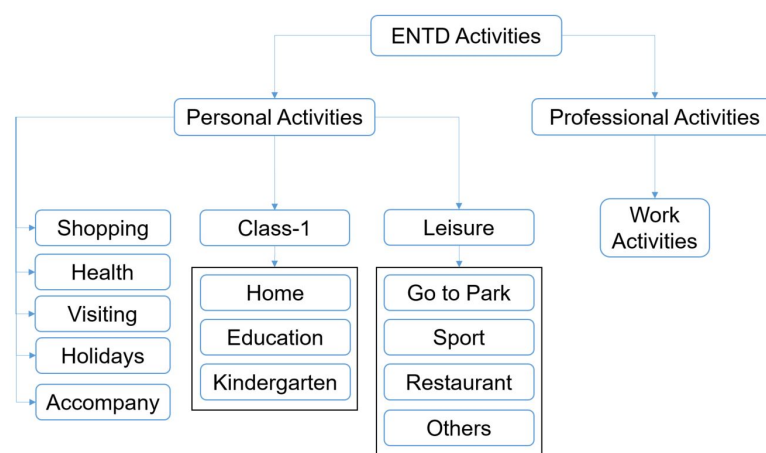 ENTD Activities
Personal Activities
Professional Activities
Shopping
Health
Visiting
Holidays
Accompany
Class-1
Home
Education
Kindergarten
Leisure
Go to Park
Sport
Restaurant
Others
Work
Activities